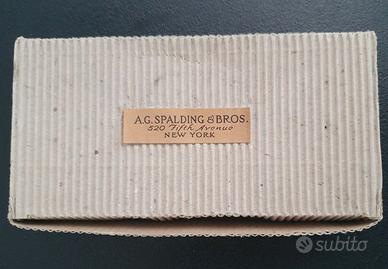 A.G. SPALDING & BROS.
520 Fifth Avenue
NEW YORK
subito